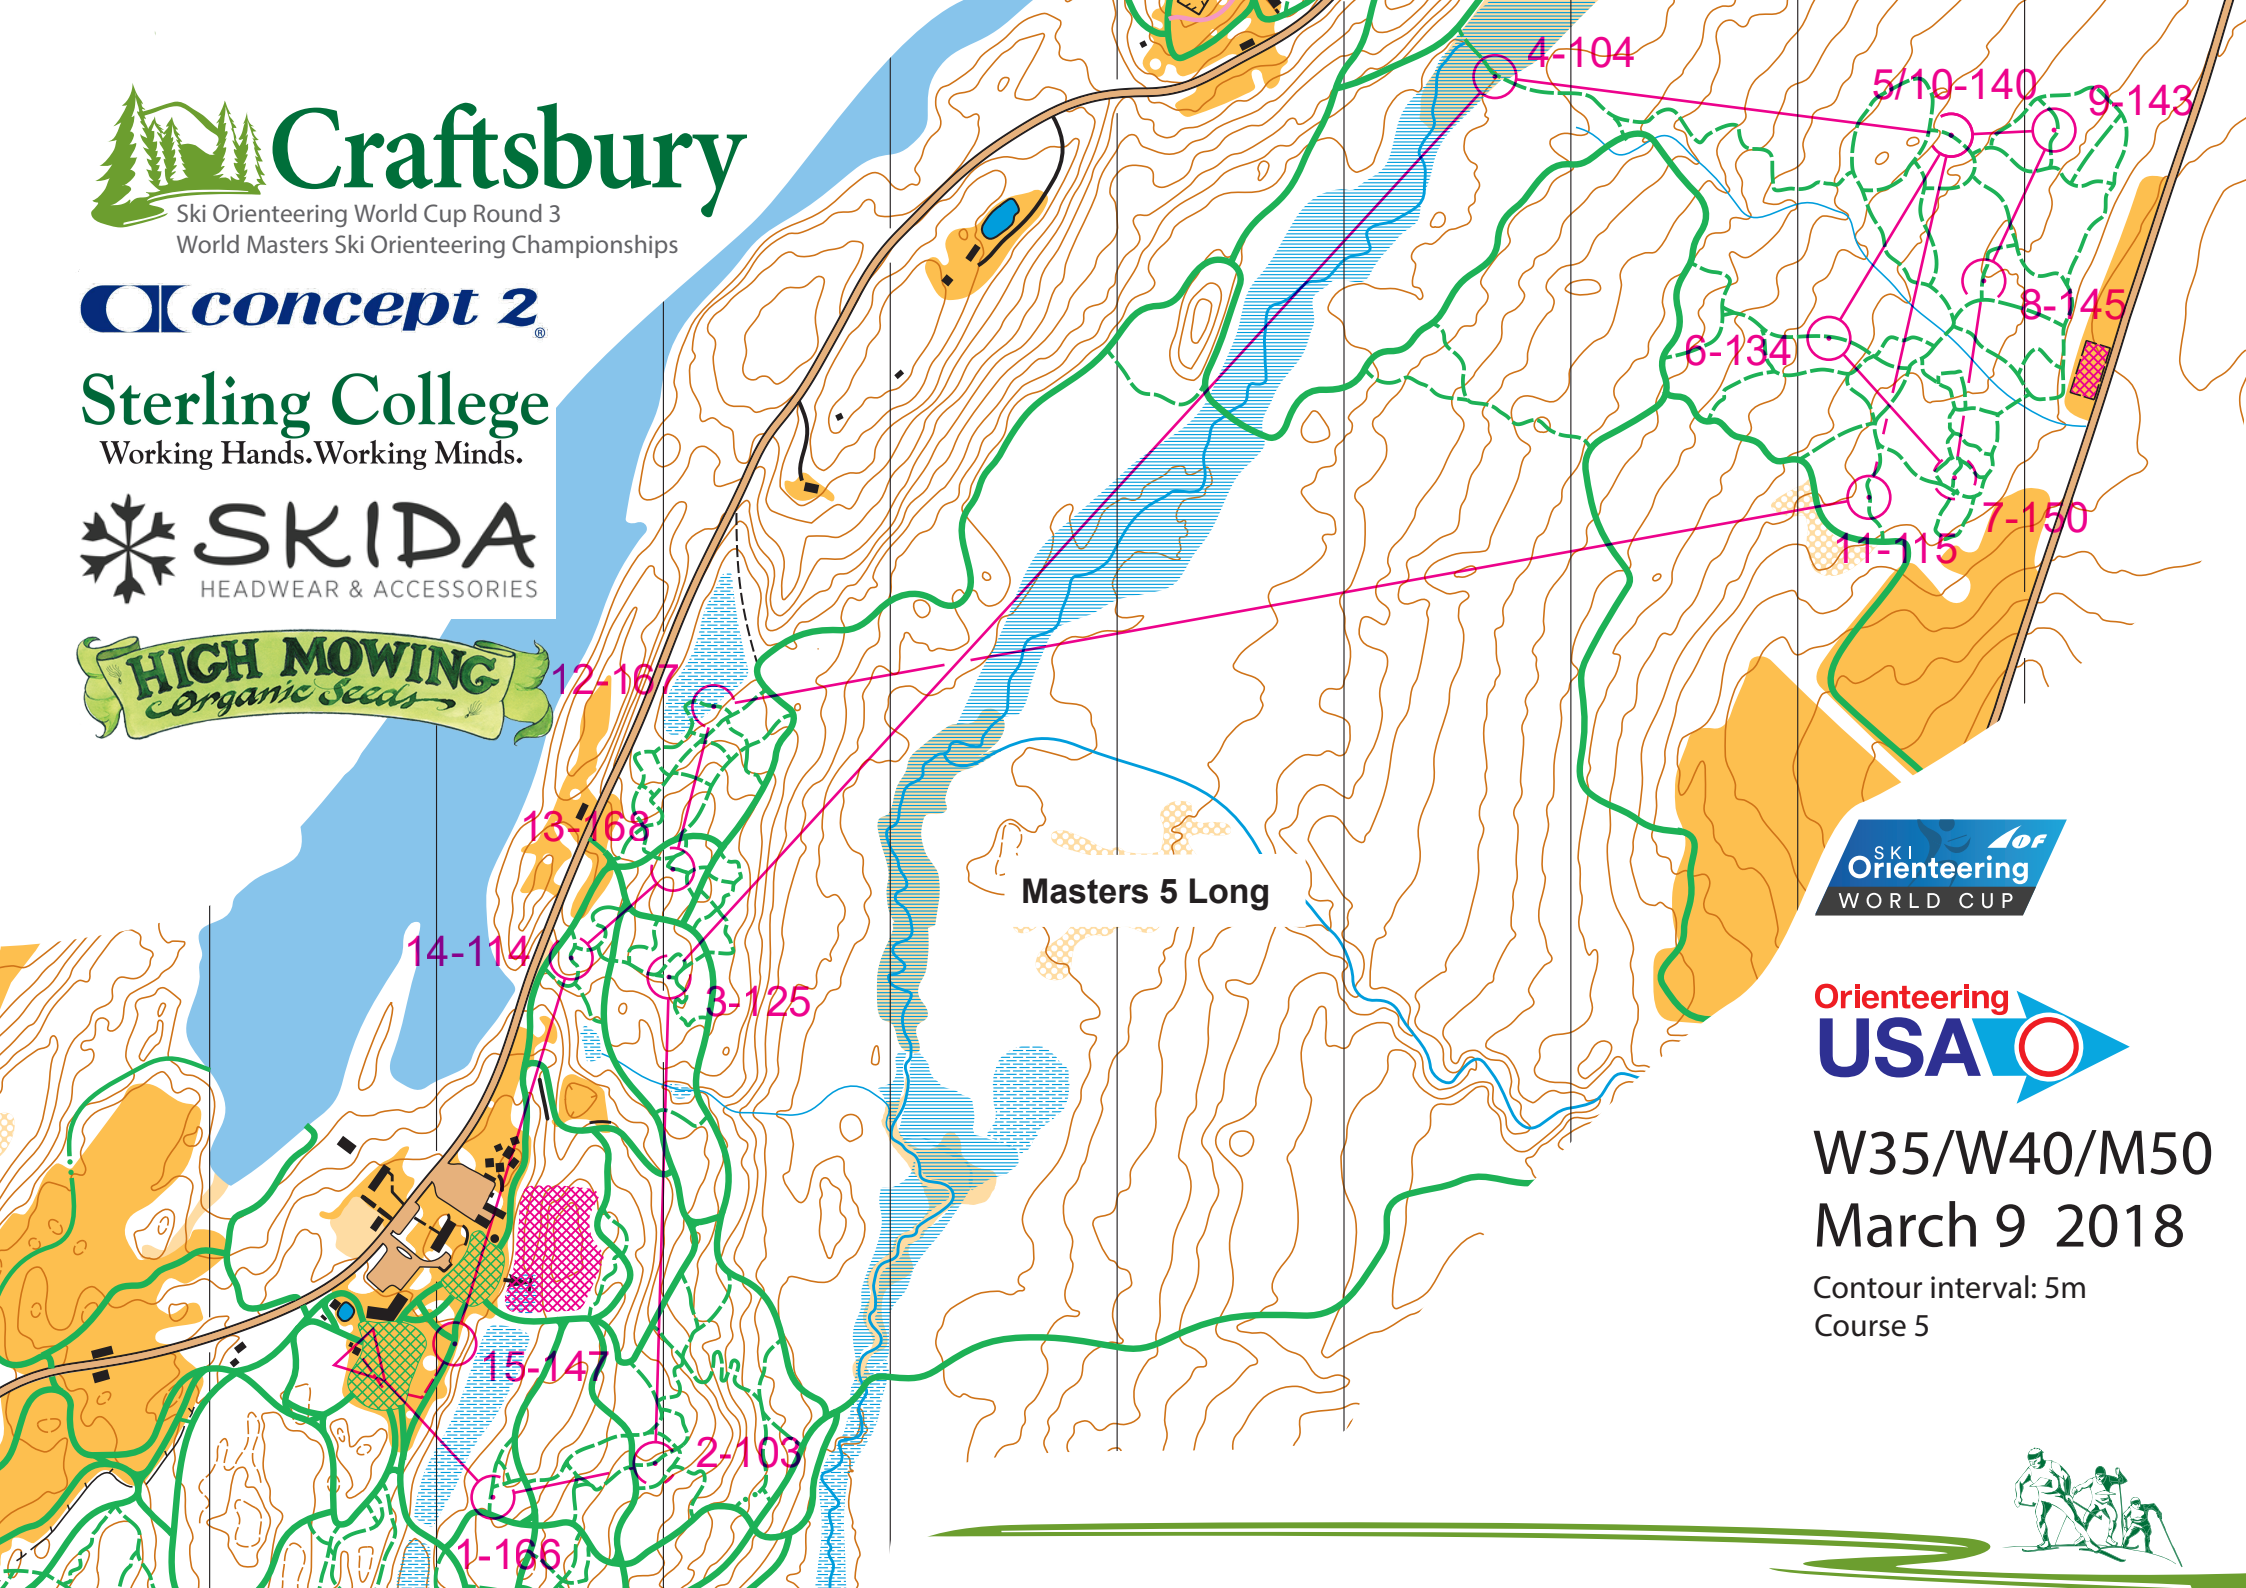 Craftsbury
Ski Orienteering World Cup Round 3
World Masters Ski Orienteering Championships
concept 2
®
Sterling College
Working Hands. Working Minds.
SKIDA
HEADWEAR & ACCESSORIES
HIGH MOWING
Organic Seeds
4-104
5/10-140
9-143
8-145
6-134
7-150
11-115
12-167
13-168
14-114
3-125
15-147
2-103
1-166
Masters 5 Long
IOF
SKI
Orienteering
WORLD CUP
Orienteering
USA
W35/W40/M50
March 9 2018
Contour interval: 5m
Course 5